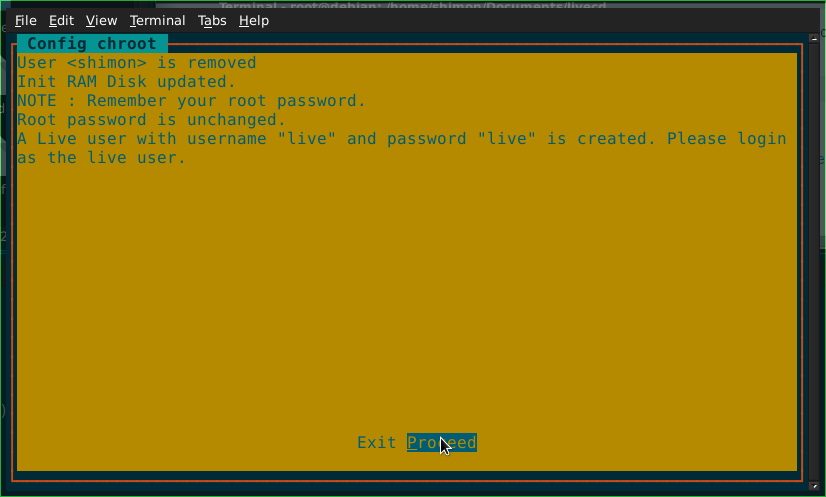 Terminal - root@debian: /home/shimon/Documents/livecd
File Edit View Terminal Tabs Help
Config chroot
User <shimon> is removed
Init RAM Disk updated.
NOTE : Remember your root password.
Root password is unchanged.
A Live user with username "live" and password "live" is created. Please login
as the live user.
Exit Proceed